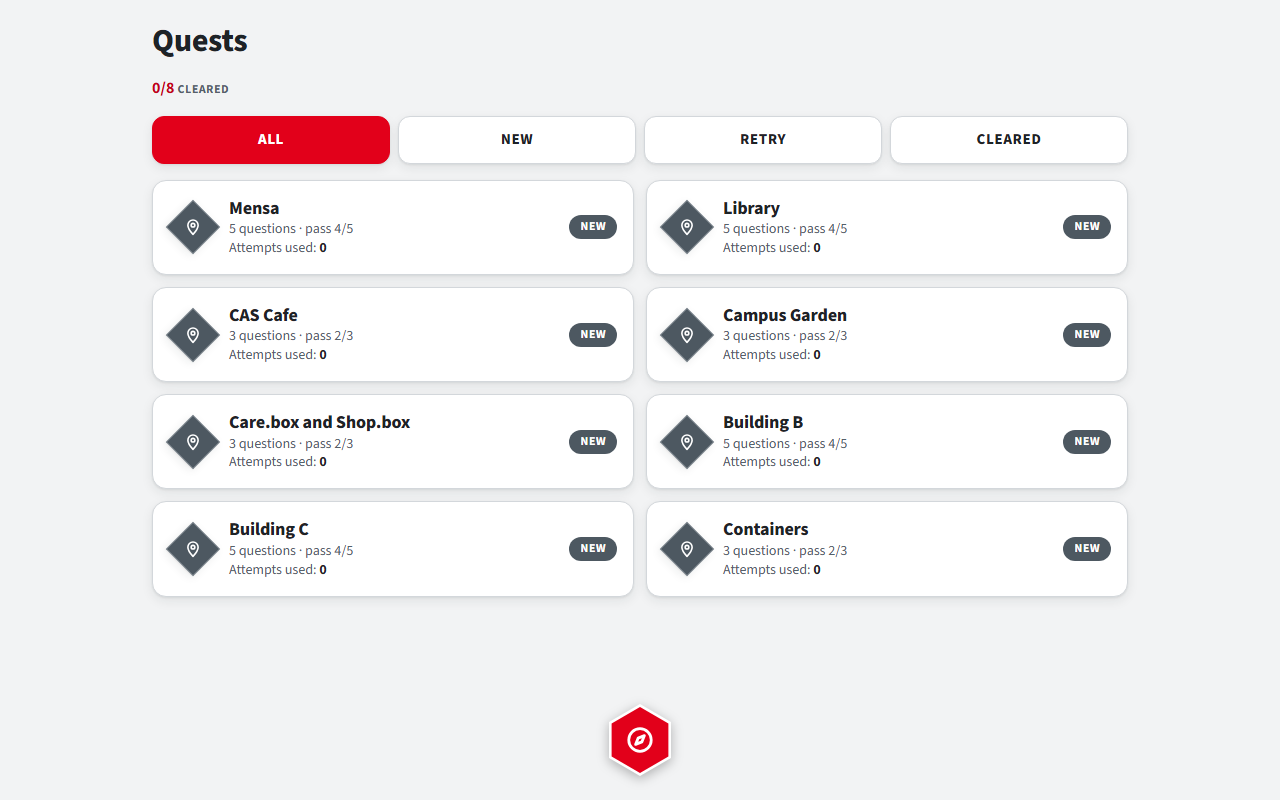 Quests
0/8 CLEARED
ALL
NEW
RETRY
CLEARED
Mensa
5 questions · pass 4/5
Attempts used: 0
NEW
Library
5 questions · pass 4/5
Attempts used: 0
NEW
CAS Cafe
3 questions · pass 2/3
Attempts used: 0
NEW
Campus Garden
3 questions · pass 2/3
Attempts used: 0
NEW
Care.box and Shop.box
3 questions · pass 2/3
Attempts used: 0
NEW
Building B
5 questions · pass 4/5
Attempts used: 0
NEW
Building C
5 questions · pass 4/5
Attempts used: 0
NEW
Containers
3 questions · pass 2/3
Attempts used: 0
NEW